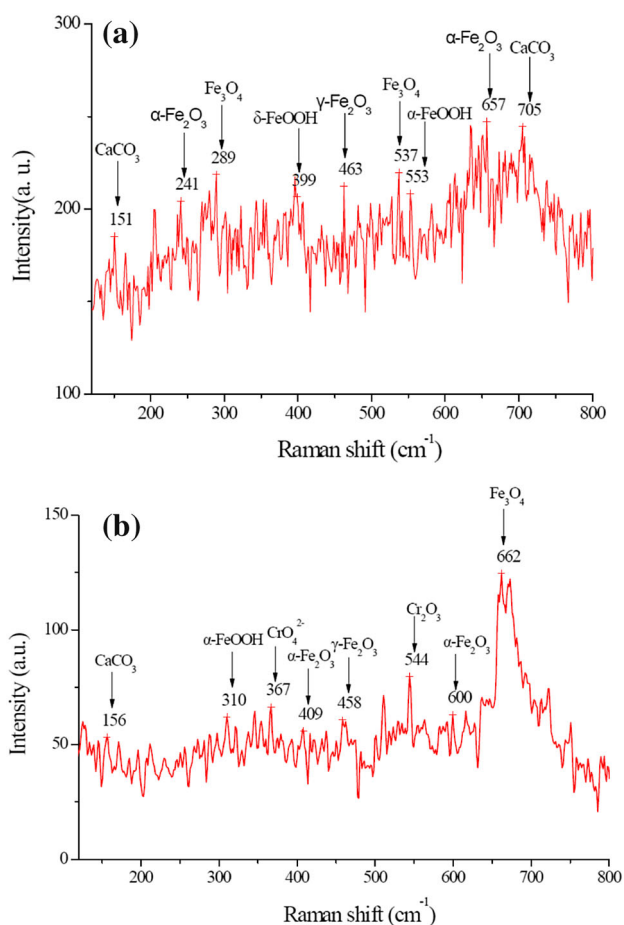 (a)
300
200
100
Intensity(a. u.)
CaCO3
151
α-Fe2O3
241
Fe3O4
289
δ-FeOOH
399
γ-Fe2O3
463
Fe3O4
537
α-FeOOH
553
α-Fe2O3
657
CaCO3
705
200 300 400 500 600 700 800
Raman shift (cm-1)
(b)
150
100
50
0
Intensity (a.u.)
CaCO3
156
α-FeOOH
310
CrO4 2-
367
α-Fe2O3
409
γ-Fe2O3
458
Cr2O3
544
α-Fe2O3
600
Fe3O4
662
200 300 400 500 600 700 800
Raman shift (cm-1)